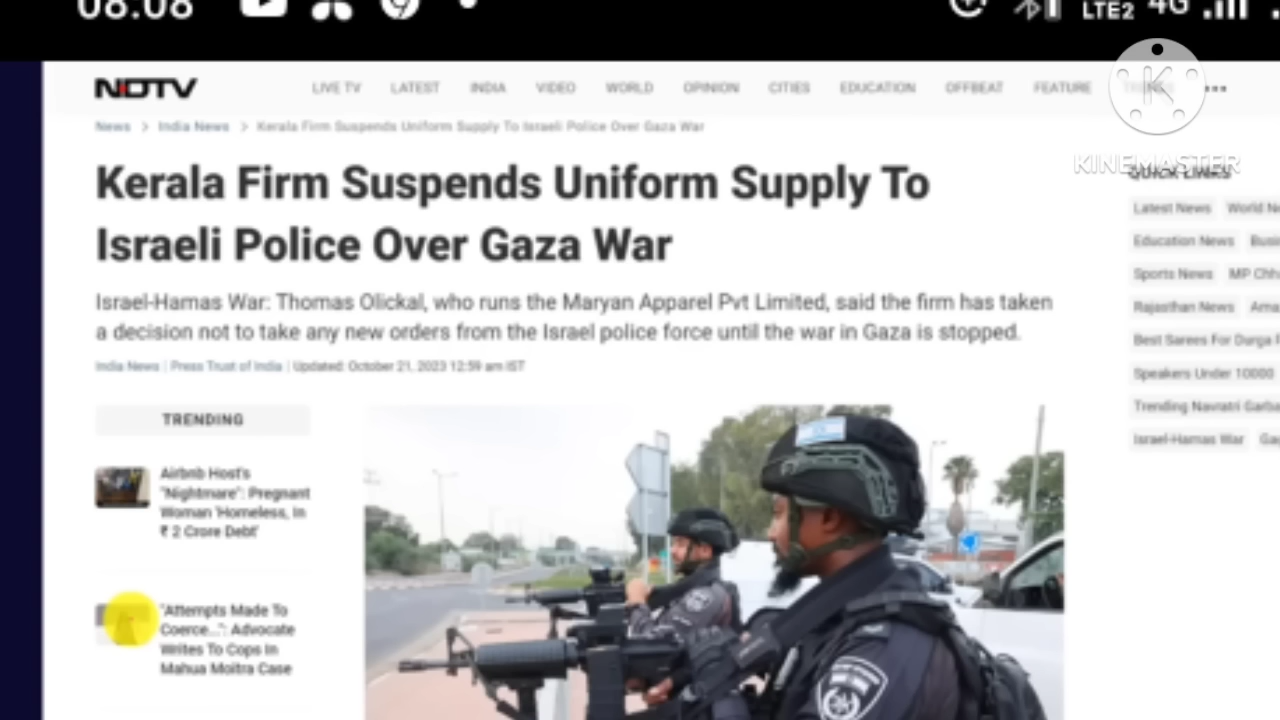 08:08
LTE2 4G
NDTV
LIVE TV LATEST INDIA VIDEO WORLD OPINION CITIES EDUCATION OFFBEAT FEATURE
KINEMASTER
News > India News > Kerala Firm Suspends Uniform Supply To Israeli Police Over Gaza War
Kerala Firm Suspends Uniform Supply To
Israeli Police Over Gaza War
Israel-Hamas War: Thomas Olickal, who runs the Maryan Apparel Pvt Limited, said the firm has taken
a decision not to take any new orders from the Israel police force until the war in Gaza is stopped.
India News | Press Trust of India | Updated: October 21, 2023 12:59 am IST
TRENDING
Airbnb Host's
"Nightmare": Pregnant
Woman 'Homeless, In
₹ 2 Crore Debt'
"Attempts Made To
Coerce...": Advocate
Writes To Cops In
Mahua Moitra Case
QUICK LINKS
Latest News World
Education News
Sports News MP
Rajasthan News
Best Sarees For Durga
Speakers Under 10000
Trending Navratri
Israel-Hamas War